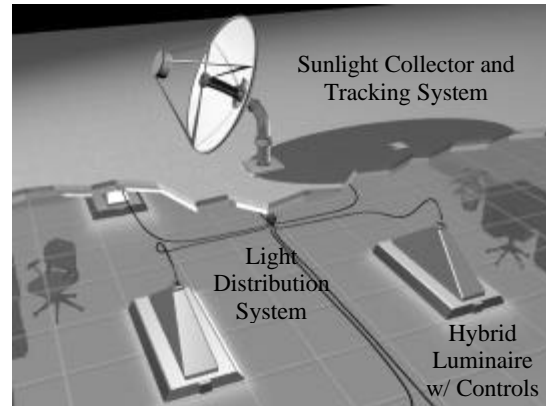 Sunlight Collector and
Tracking System
Light
Distribution
System
Hybrid
Luminaire
w/ Controls